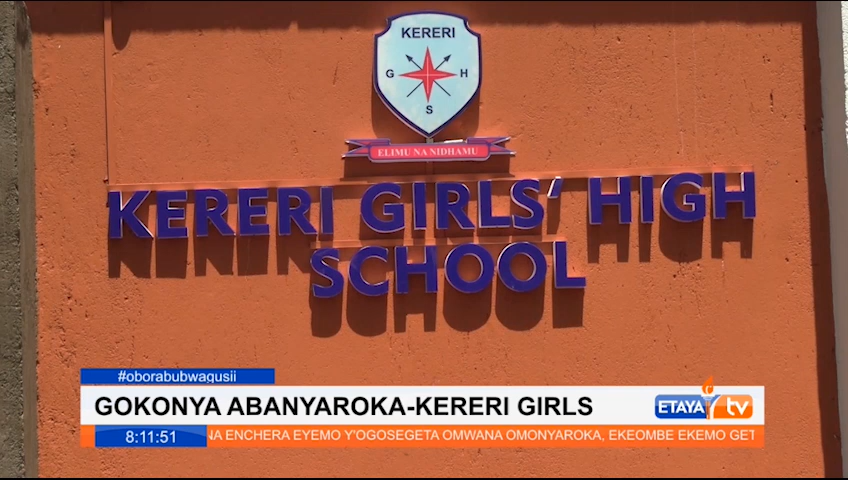 KERERI
G H
S
ELIMU NA NIDHAMU
KERERI GIRLS' HIGH
SCHOOL
#oborabubwagusii
GOKONYA ABANYAROKA-KERERI GIRLS
ETAYA tv
8:11:51
NA ENCHERA EYEMO Y'OGOSEGETA OMWANA OMONYAROKA, EKEOMBE EKEMO GET